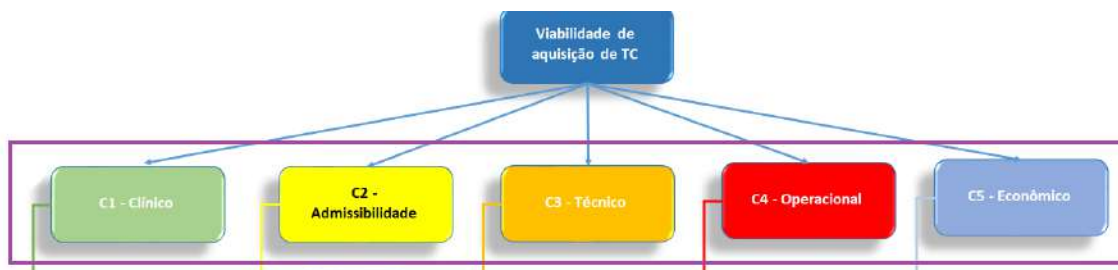 Viabilidade de
aquisição de TC
C1 - Clínico
C2 -
Admissibilidade
C3 - Técnico
C4 - Operacional
C5 - Econômico